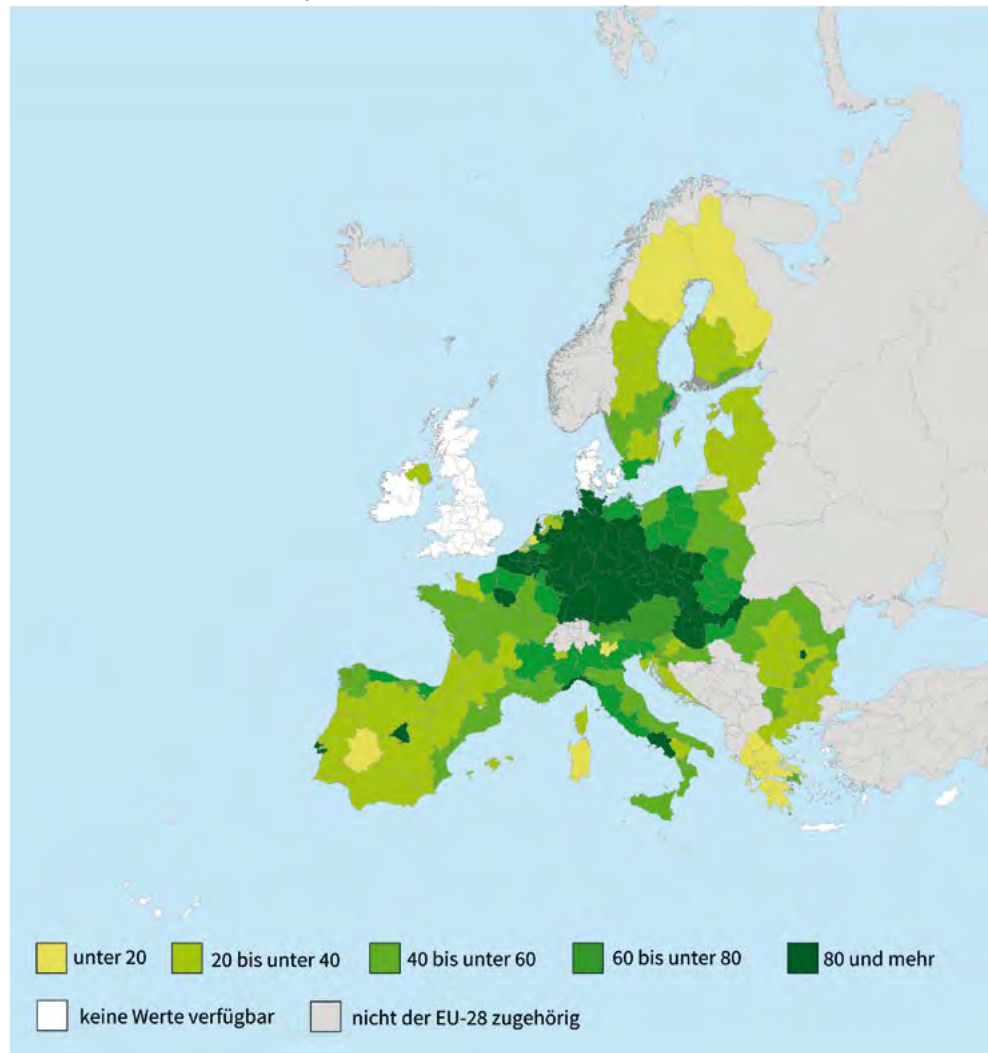 unter 20
20 bis unter 40
40 bis unter 60
60 bis unter 80
80 und mehr
keine Werte verfügbar
nicht der EU-28 zugehörig